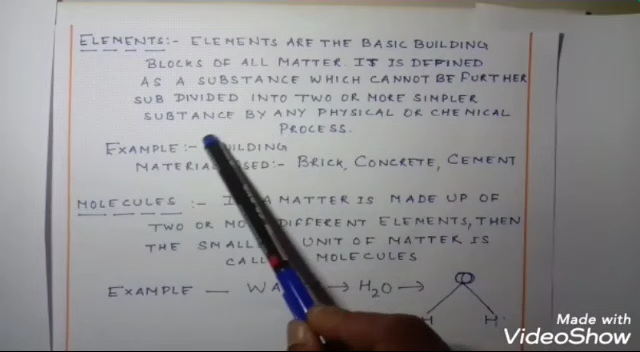 ELEMENTS:- ELEMENTS ARE THE BASIC BUILDING
BLOCKS OF ALL MATTER. IT IS DEFINED
AS A SUBSTANCE WHICH CANNOT BE FURTHER
SUB DIVIDED INTO TWO OR MORE SIMPLER
SUBTANCE BY ANY PHYSICAL OR CHEMICAL
PROCESS.
EXAMPLE:- BUILDING
MATERIAL USED:- BRICK, CONCRETE, CEMENT
MOLECULES:- A MATTER IS MADE UP OF
TWO OR DIFFERENT ELEMENTS, THEN
THE UNIT OF MATTER IS
MOLECULES
EXAMPLE — → H2O → O
H H
Made with
VideoShow